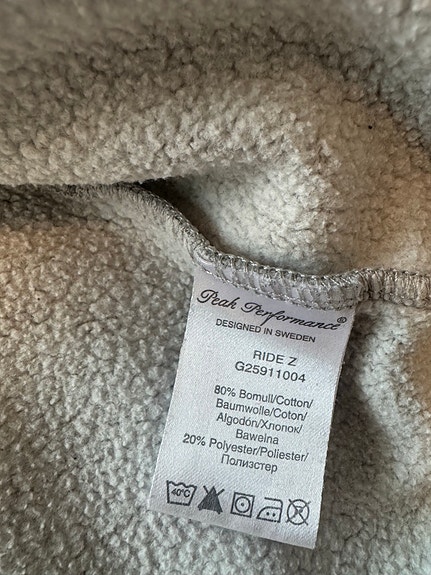 Peak Performance®
DESIGNED IN SWEDEN
RIDE Z
G25911004
80% Bomull/Cotton/
Baumwolle/Coton/
Algodón/Хлопок/
Bawełna
20% Polyester/Poliester/
Полиэстер
40°C